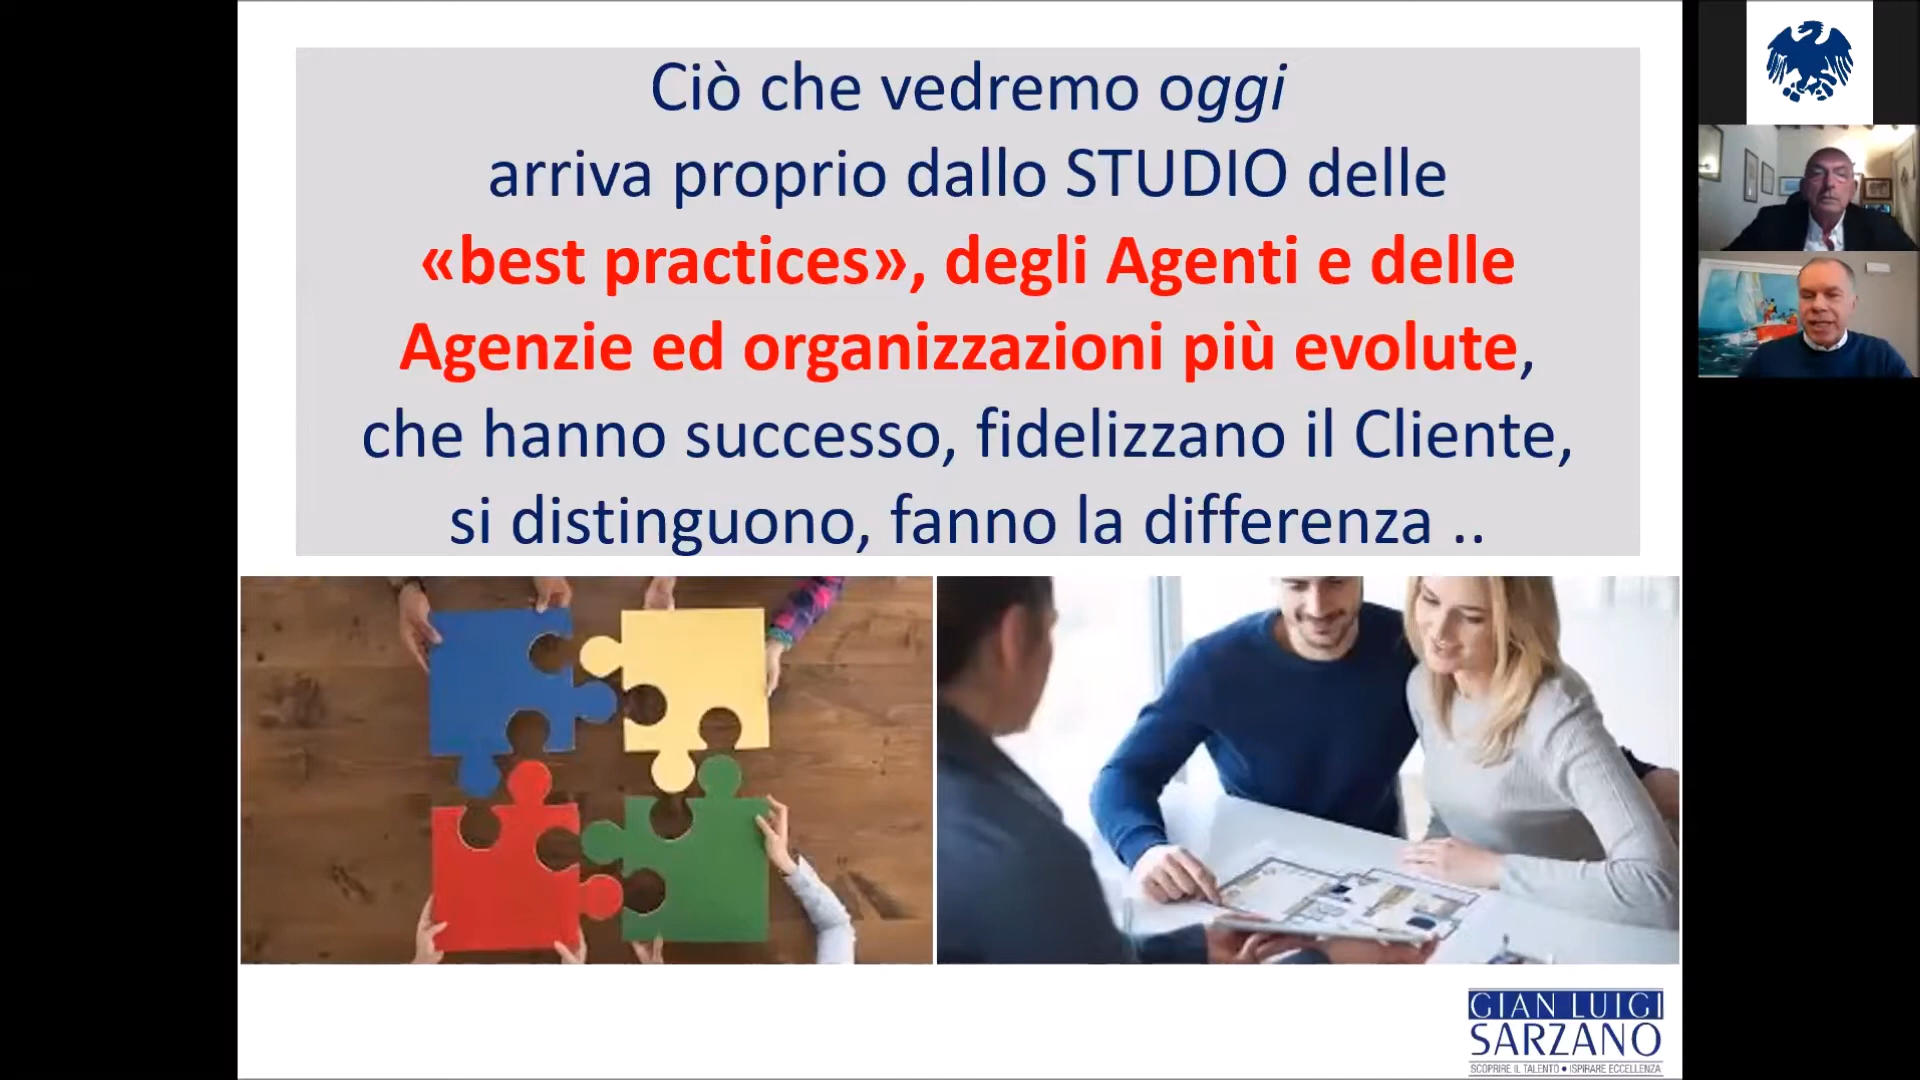 Ciò che vedremo oggi
arriva proprio dallo STUDIO delle
«best practices», degli Agenti e delle
Agenzie ed organizzazioni più evolute,
che hanno successo, fidelizzano il Cliente,
si distinguono, fanno la differenza ..
GIAN LUIGI
SARZANO
SCOPRIRE IL TALENTO • ISPIRARE ECCELLENZA